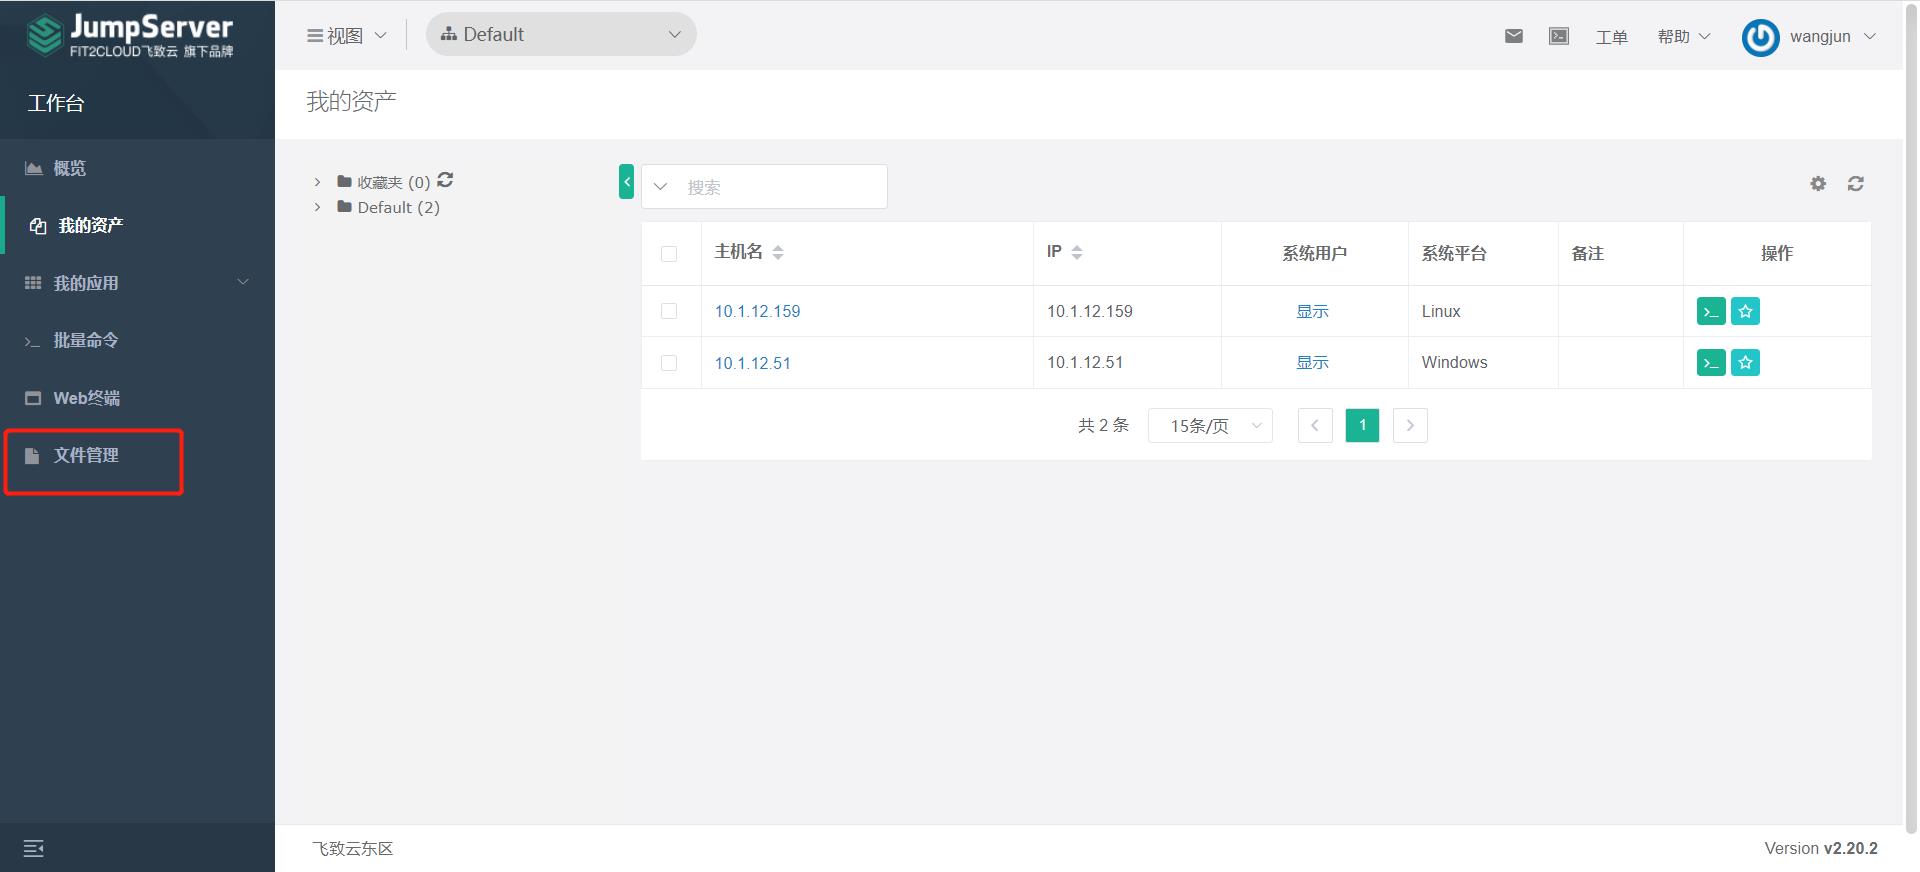 JumpServer
FIT2CLOUD飞致云 旗下品牌
视图
Default
工单
帮助
wangjun
工作台
我的资产
概览
我的资产
我的应用
批量命令
Web终端
文件管理
收藏夹 (0)
Default (2)
搜索
主机名 IP 系统用户 系统平台 备注 操作
10.1.12.159 10.1.12.159 显示 Linux
10.1.12.51 10.1.12.51 显示 Windows
共 2 条 15条/页 1
飞致云东区
Version v2.20.2